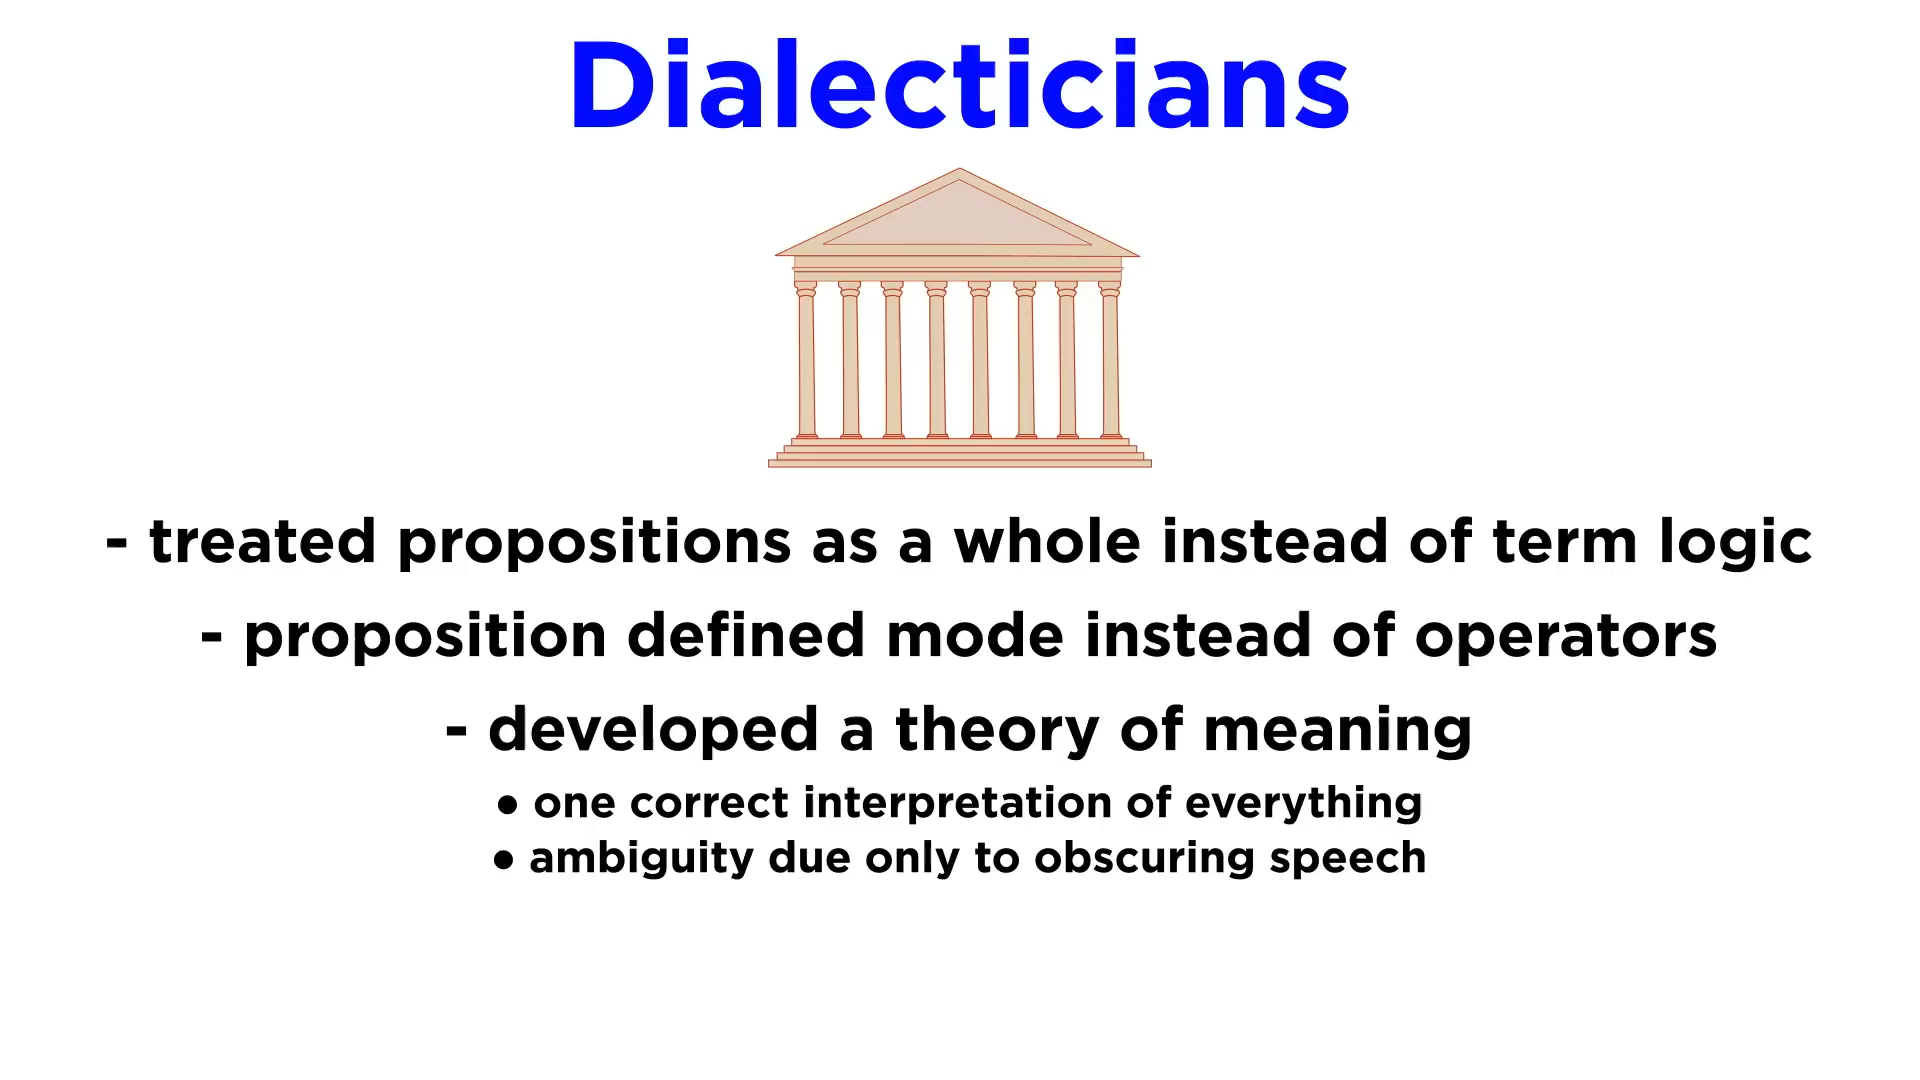 Dialecticians
- treated propositions as a whole instead of term logic
- proposition defined mode instead of operators
- developed a theory of meaning
● one correct interpretation of everything
● ambiguity due only to obscuring speech